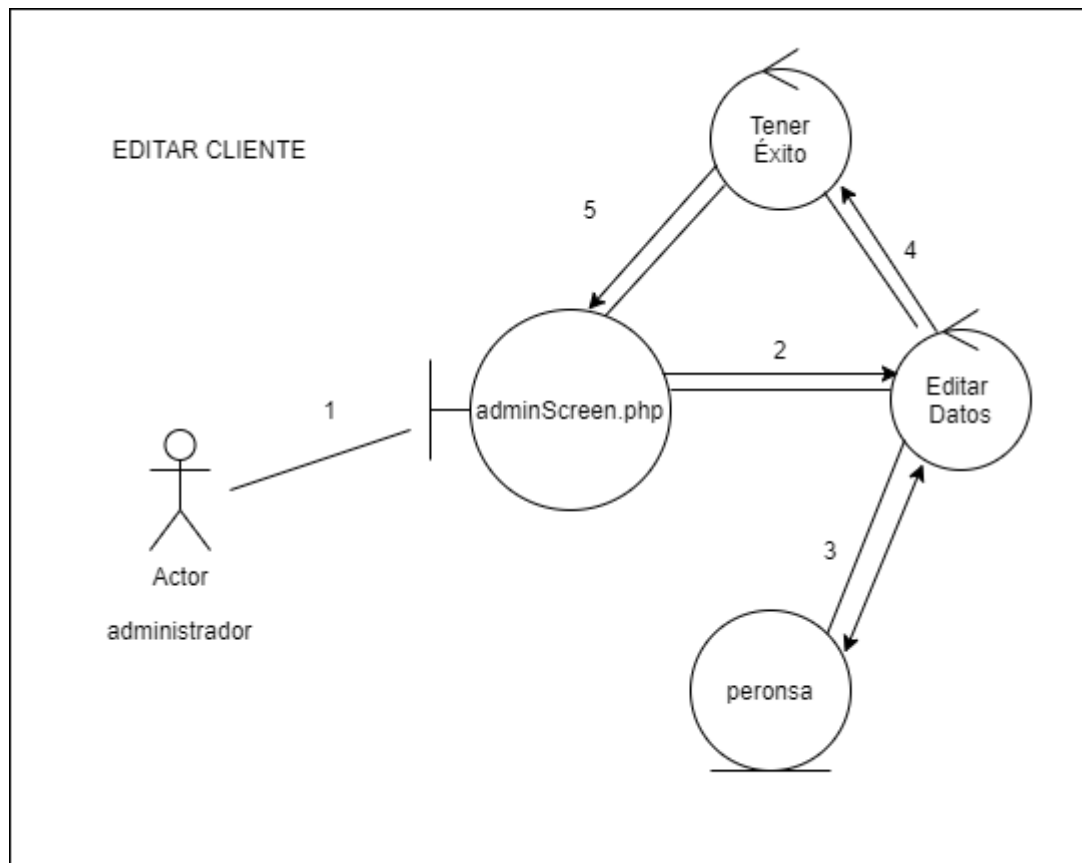 EDITAR CLIENTE
Tener
Éxito
5
4
2
adminScreen.php
Editar
Datos
1
3
Actor
administrador
peronsa